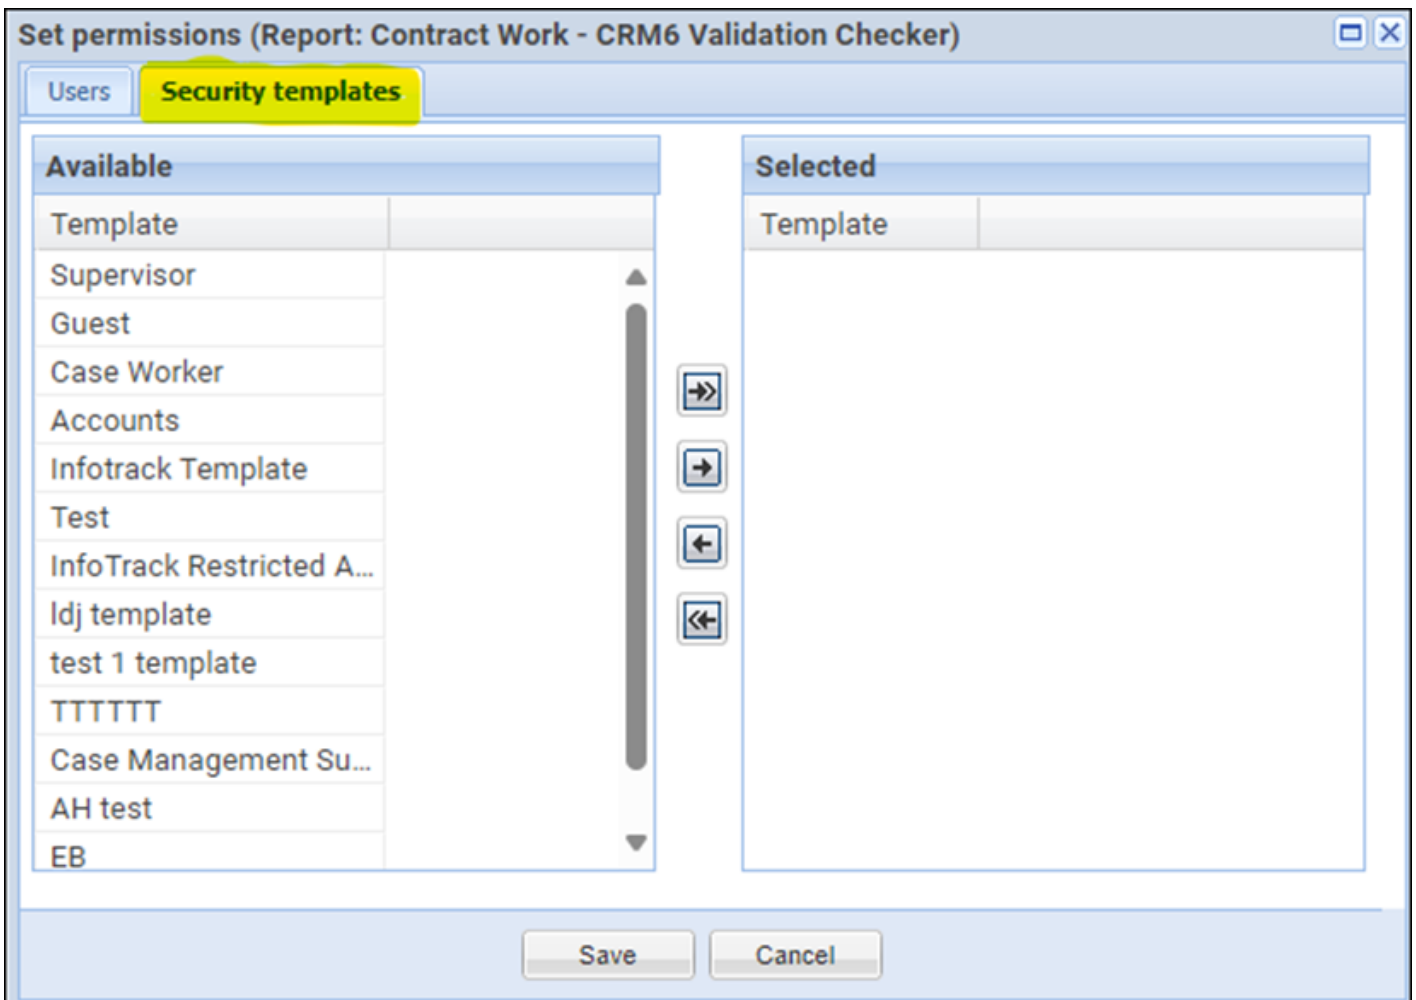 Set permissions (Report: Contract Work - CRM6 Validation Checker)
Users
Security templates
Available
Template
Supervisor
Guest
Case Worker
Accounts
Infotrack Template
Test
InfoTrack Restricted A...
ldj template
test 1 template
TTTTTT
Case Management Su...
AH test
EB
Selected
Template
Save
Cancel